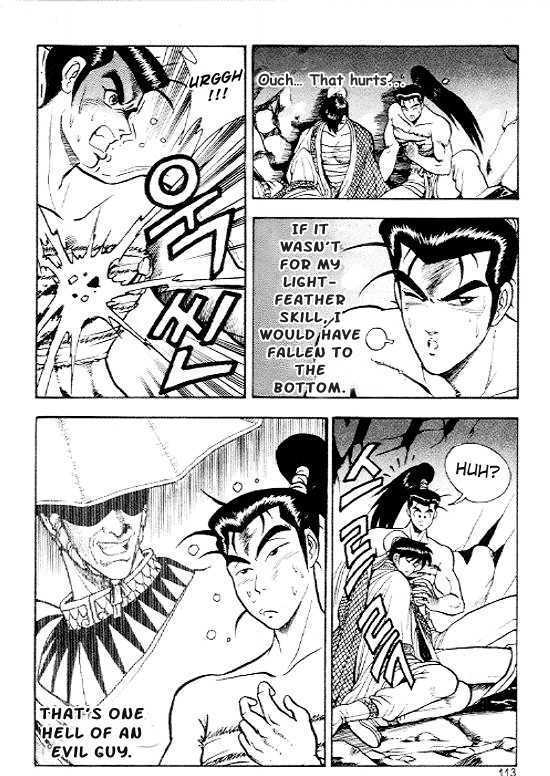 URGGH
!!!
Ouch... That hurts?..
IF IT
WASN'T
FOR MY
LIGHT-
FEATHER
SKILL, I
WOULD HAVE
FALLEN TO
THE
BOTTOM.
THAT'S ONE
HELL OF AN
EVIL GUY.
HUH?
113